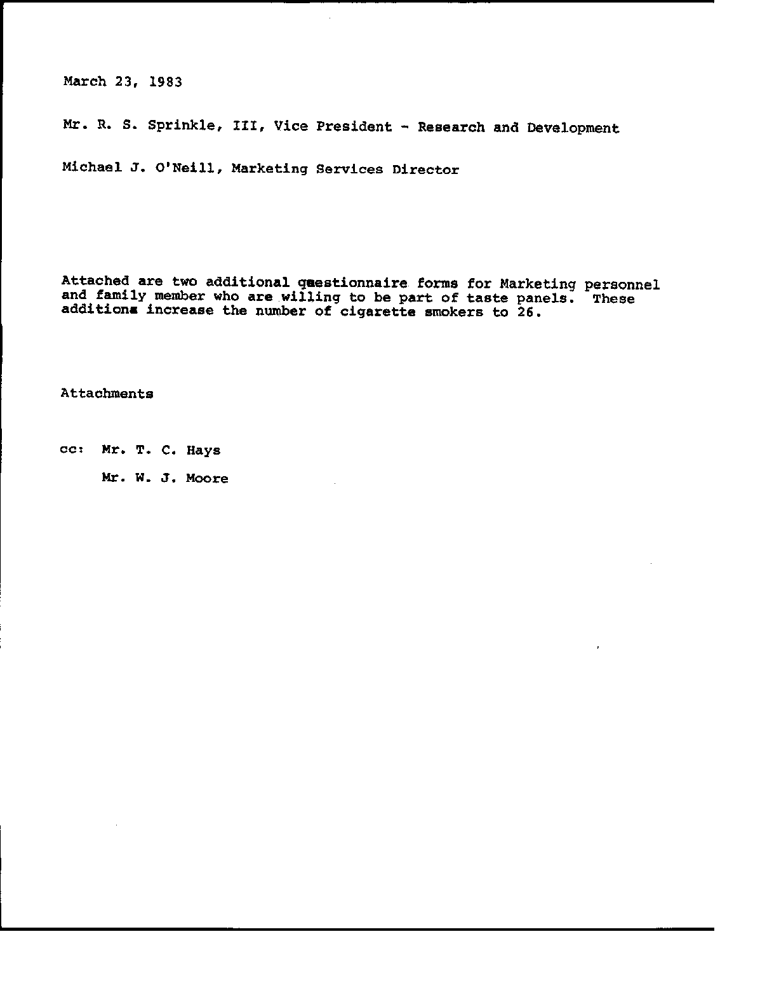 March 23, 1983
Mr. R. S. Sprinkle, III, Vice President - Research and Development
Michael J. O'Neill, Marketing Services Director
Attached are two additional questionnaire forms for Marketing personnel
and family member who are willing to be part of taste panels. These
additions increase the number of cigarette smokers to 26.
Attachments
cc: Mr. T. C. Hays
Mr. W. J. Moore